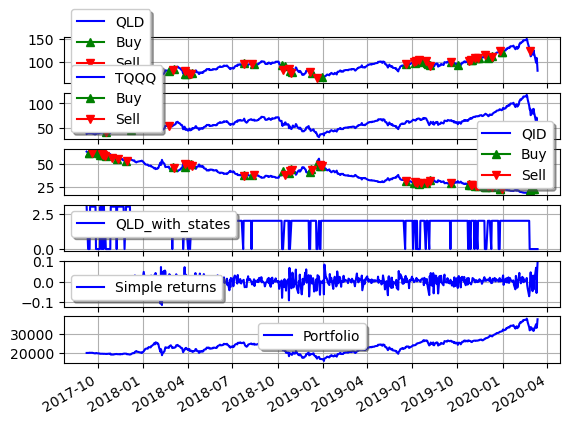 QLD
Buy
Sell
150
100
TQQQ
Buy
Sell
100
50
QID
Buy
Sell
50
25
QLD_with_states
2.5
0.0
Simple returns
0.1
0.0
−0.1
Portfolio
30000
20000
2017-10 2018-01 2018-04 2018-07 2018-10 2019-01 2019-04 2019-07 2019-10 2020-01 2020-04